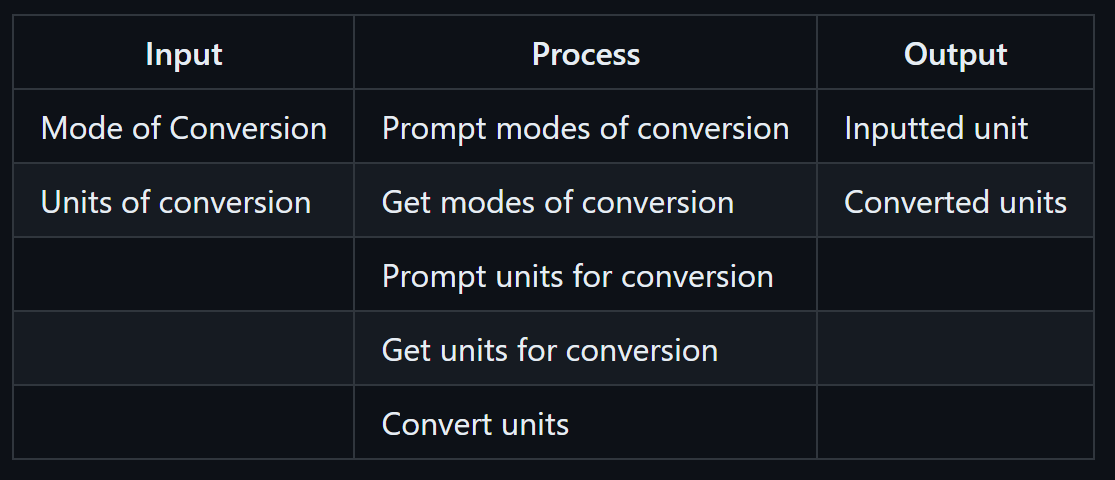 Input Process Output
Mode of Conversion Prompt modes of conversion Inputted unit
Units of conversion Get modes of conversion Converted units
Prompt units for conversion
Get units for conversion
Convert units